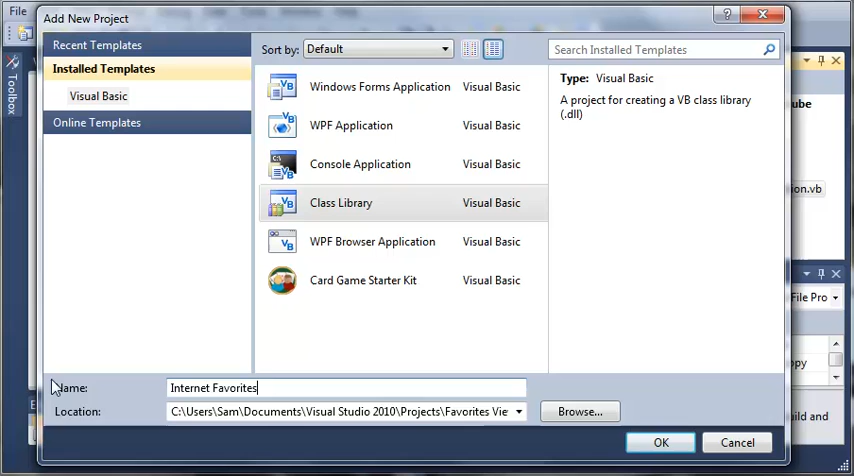 File
Add New Project
Recent Templates
Installed Templates
Visual Basic
Online Templates
Sort by: Default
Search Installed Templates
Windows Forms Application Visual Basic
WPF Application Visual Basic
Console Application Visual Basic
Class Library Visual Basic
WPF Browser Application Visual Basic
Card Game Starter Kit Visual Basic
Type: Visual Basic
A project for creating a VB class library
(.dll)
Toolbox
ube
ion.vb
File Pro
opy
uild and
Name: Internet Favorites
Location: C:\Users\Sam\Documents\Visual Studio 2010\Projects\Favorites Vie
Browse...
OK
Cancel